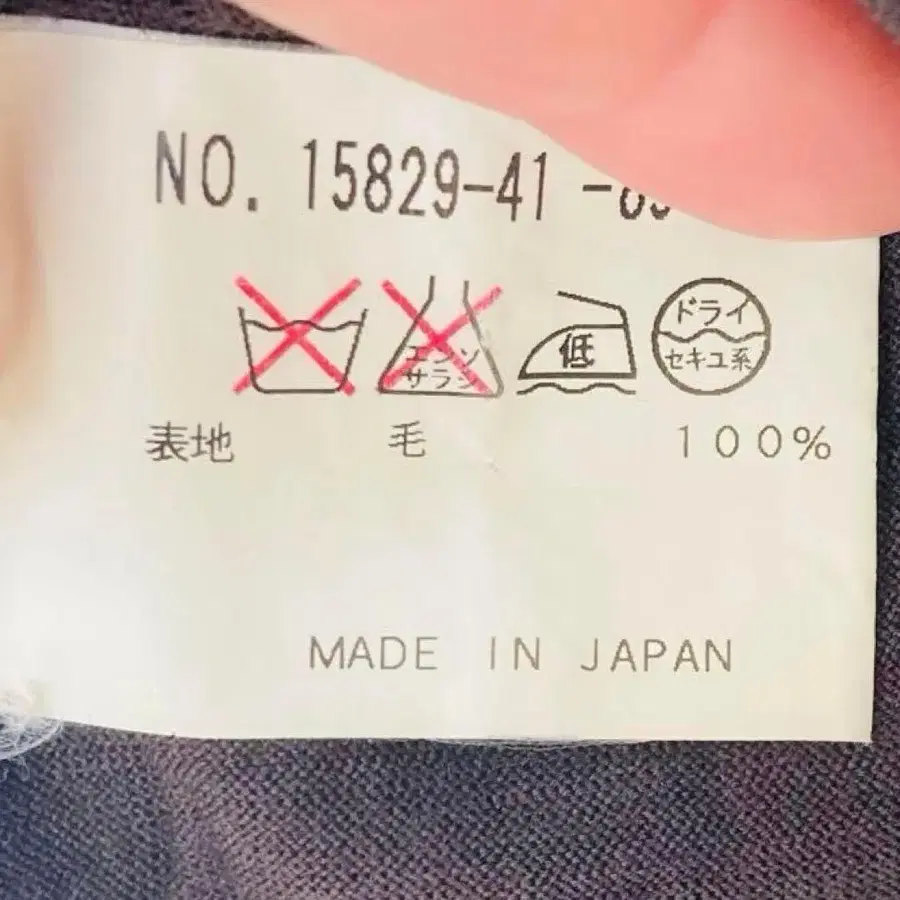 NO. 15829-41
エンソ
サラシ
低
ドライ
セキユ系
表地 毛 100%
MADE IN JAPAN